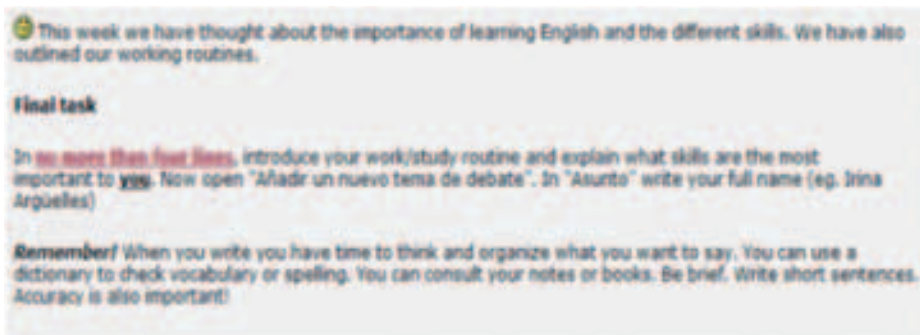 This week we have thought about the importance of learning English and the different skills. We have also
outlined our working routines.
Final task
In no more than four lines, introduce your work/study routine and explain what skills are the most
important to you. Now open "Añadir un nuevo tema de debate". In "Asunto" write your full name (eg. Irina
Argüelles)
Remember! When you write you have time to think and organize what you want to say. You can use a
dictionary to check vocabulary or spelling. You can consult your notes or books. Be brief. Write short sentences.
Accuracy is also important!